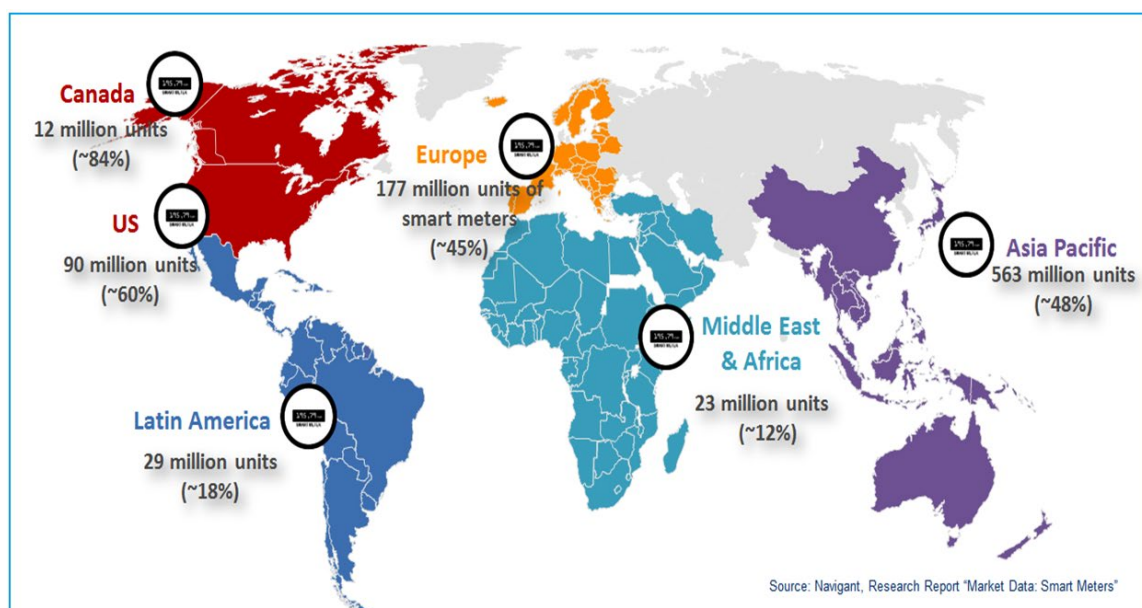 Canada
12 million units
(~84%)
US
90 million units
(~60%)
Europe
177 million units of
smart meters
(~45%)
Asia Pacific
563 million units
(~48%)
Middle East
& Africa
23 million units
(~12%)
Latin America
29 million units
(~18%)
Source: Navigant, Research Report “Market Data: Smart Meters”